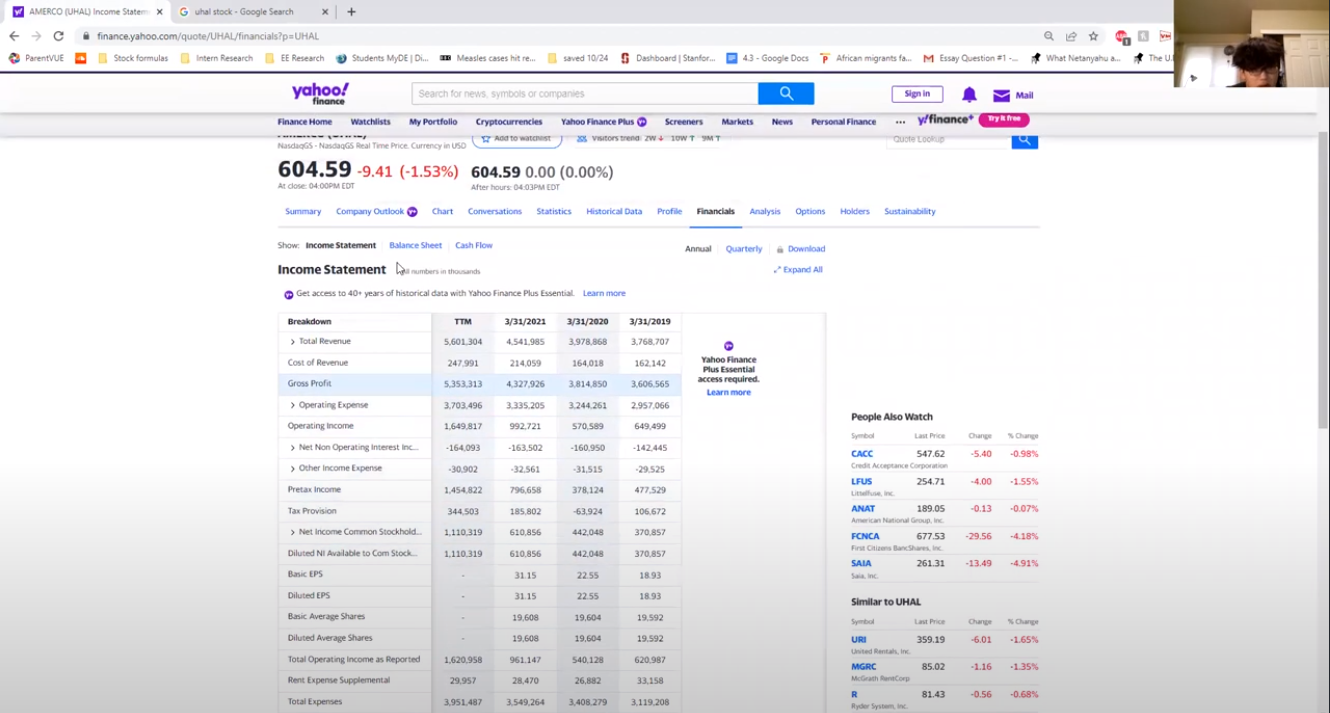 AMERCO (UHAL) Income Statem
uhal stock - Google Search
finance.yahoo.com/quote/UHAL/financials?p=UHAL
ParentVUE Stock formulas Intern Research EE Research Students MyDE | Di... Measles cases hit re... saved 10/24 Dashboard | Stanfor... 4.3 - Google Docs African migrants fa... Essay Question #1 -... What Netanyahu a... The U.
yahoo!
finance
Search for news, symbols or companies
Sign in
Mail
Finance Home Watchlists My Portfolio Cryptocurrencies Yahoo Finance Plus Screeners Markets News Personal Finance ... y/finance+ Try it free
AMERCO (UHAL)
NasdaqGS - NasdaqGS Real Time Price. Currency in USD
Add to watchlist
Visitors trend: 2W ↓ 10W ↑ 9M ↑
Quote Lookup
604.59 -9.41 (-1.53%) 604.59 0.00 (0.00%)
At close: 04:00PM EDT After hours: 04:03PM EDT
Summary Company Outlook Chart Conversations Statistics Historical Data Profile Financials Analysis Options Holders Sustainability
Show: Income Statement Balance Sheet Cash Flow
Annual Quarterly Download
Income Statement All numbers in thousands
Expand All
Get access to 40+ years of historical data with Yahoo Finance Plus Essential. Learn more
Breakdown TTM 3/31/2021 3/31/2020 3/31/2019
Total Revenue 5,601,304 4,541,985 3,978,868 3,768,707
Cost of Revenue 247,991 214,059 164,018 162,142
Gross Profit 5,353,313 4,327,926 3,814,850 3,606,565
Operating Expense 3,703,496 3,335,205 3,244,261 2,957,066
Operating Income 1,649,817 992,721 570,589 649,499
Net Non Operating Interest Inc... -164,093 -163,502 -160,950 -142,445
Other Income Expense -30,902 -32,561 -31,515 -29,525
Pretax Income 1,454,822 796,658 378,124 477,529
Tax Provision 344,503 185,802 -63,924 106,672
Net Income Common Stockhold... 1,110,319 610,856 442,048 370,857
Diluted NI Available to Com Stock... 1,110,319 610,856 442,048 370,857
Basic EPS - 31.15 22.55 18.93
Diluted EPS - 31.15 22.55 18.93
Basic Average Shares - 19,608 19,604 19,592
Diluted Average Shares - 19,608 19,604 19,592
Total Operating Income as Reported 1,620,958 961,147 540,128 620,987
Rent Expense Supplemental 29,957 28,470 26,882 33,158
Total Expenses 3,951,487 3,549,264 3,408,279 3,119,208
Yahoo Finance
Plus Essential
access required.
Learn more
People Also Watch
Symbol Last Price Change % Change
CACC 547.62 -5.40 -0.98%
Credit Acceptance Corporation
LFUS 254.71 -4.00 -1.55%
Littelfuse, Inc.
ANAT 189.05 -0.13 -0.07%
American National Group, Inc.
FCNCA 677.53 -29.56 -4.18%
First Citizens BancShares, Inc.
SAIA 261.31 -13.49 -4.91%
Saia, Inc.
Similar to UHAL
Symbol Last Price Change % Change
URI 359.19 -6.01 -1.65%
United Rentals, Inc.
MGRC 85.02 -1.16 -1.35%
McGrath RentCorp
R 81.43 -0.56 -0.68%
Ryder System, Inc.